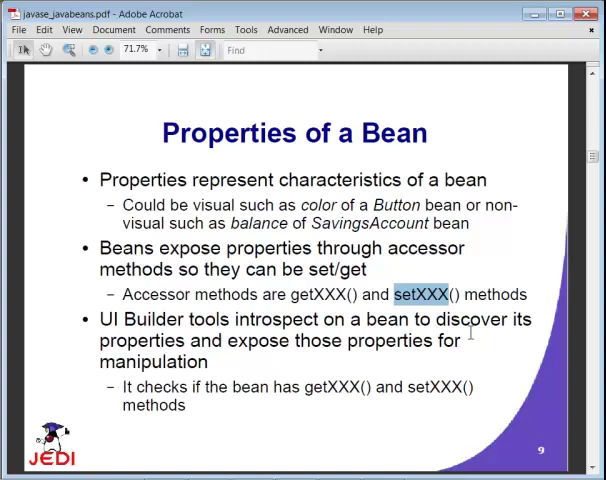 javase_javabeans.pdf - Adobe Acrobat
File Edit View Document Comments Forms Tools Advanced Window Help
71.7% Find
Properties of a Bean
• Properties represent characteristics of a bean
– Could be visual such as color of a Button bean or non-
visual such as balance of SavingsAccount bean
• Beans expose properties through accessor
methods so they can be set/get
– Accessor methods are getXXX() and setXXX() methods
• UI Builder tools introspect on a bean to discover its
properties and expose those properties for
manipulation
– It checks if the bean has getXXX() and setXXX()
methods
JEDI
9